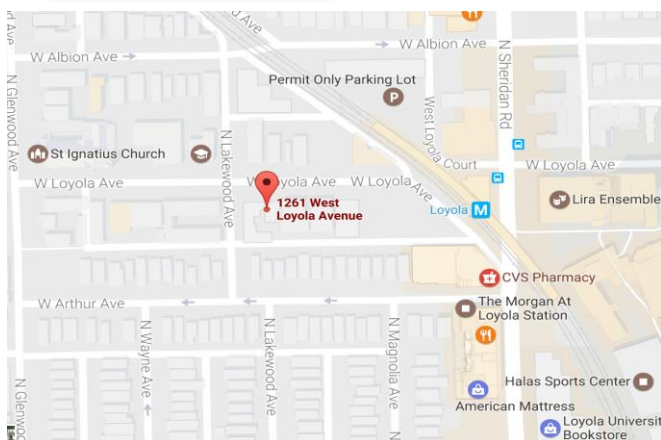 W Albion Ave
W Albion Ave
N Sheridan Rd
N Glenwood Ave
Permit Only Parking Lot
P
West Loyola
Court
St Ignatius Church
N Lakewood Ave
W Loyola Ave
W Loyola Ave
W Loyola Ave
W Loyola Ave
1261 West
Loyola Avenue
Loyola M
Lira Ensemble
CVS Pharmacy
W Arthur Ave
The Morgan At
Loyola Station
N Wayne Ave
N Lakewood Ave
N Magnolia Ave
N Glenwoo
Halas Sports Center
American Mattress
Loyola Universi
Bookstore